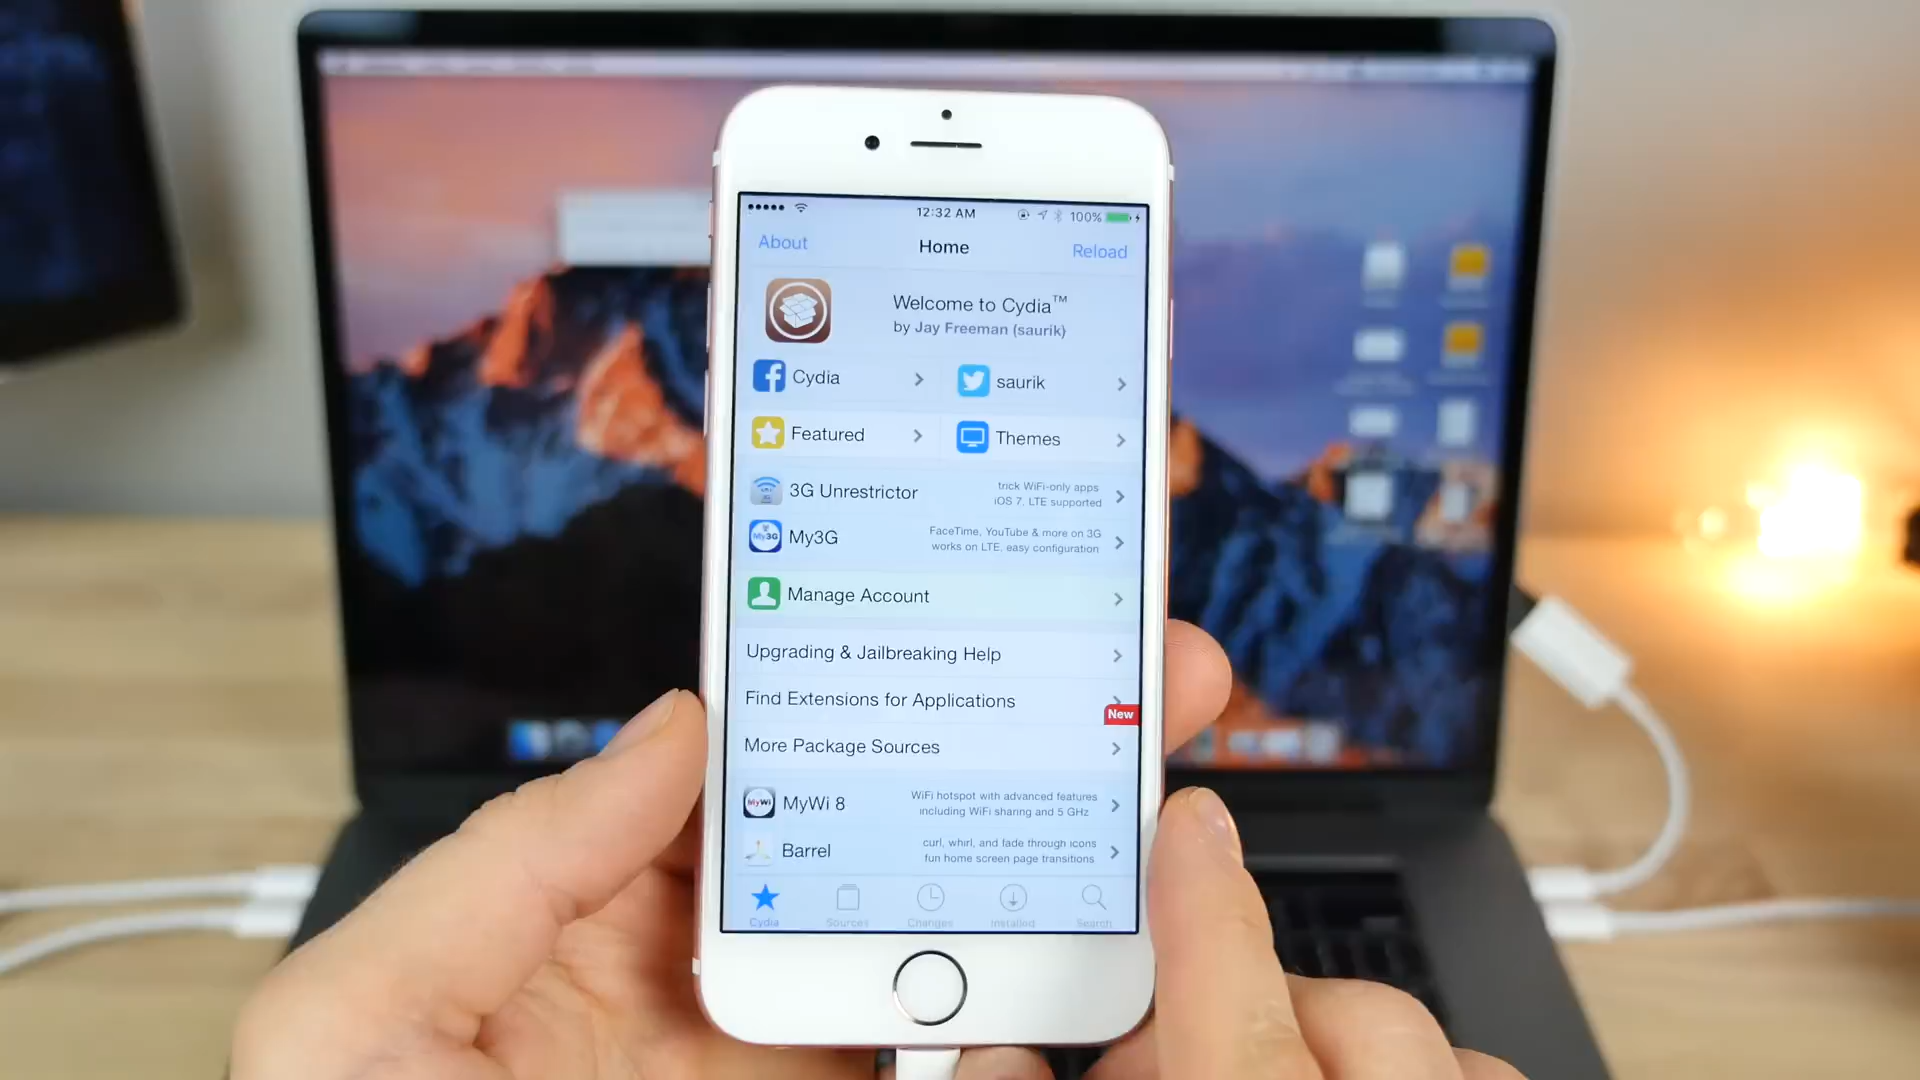 12:32 AM 100%
About Home Reload
Welcome to Cydia™
by Jay Freeman (saurik)
Cydia
saurik
Featured
Themes
3G Unrestrictor
trick WiFi-only apps
iOS 7, LTE supported
My3G
My3G
FaceTime, YouTube & more on 3G
works on LTE, easy configuration
Manage Account
Upgrading & Jailbreaking Help
Find Extensions for Applications
New
More Package Sources
MyWi
MyWi 8
WiFi hotspot with advanced features
including WiFi sharing and 5 GHz
Barrel
curl, whirl, and fade through icons
fun home screen page transitions
Cydia Sources Changes Installed Search